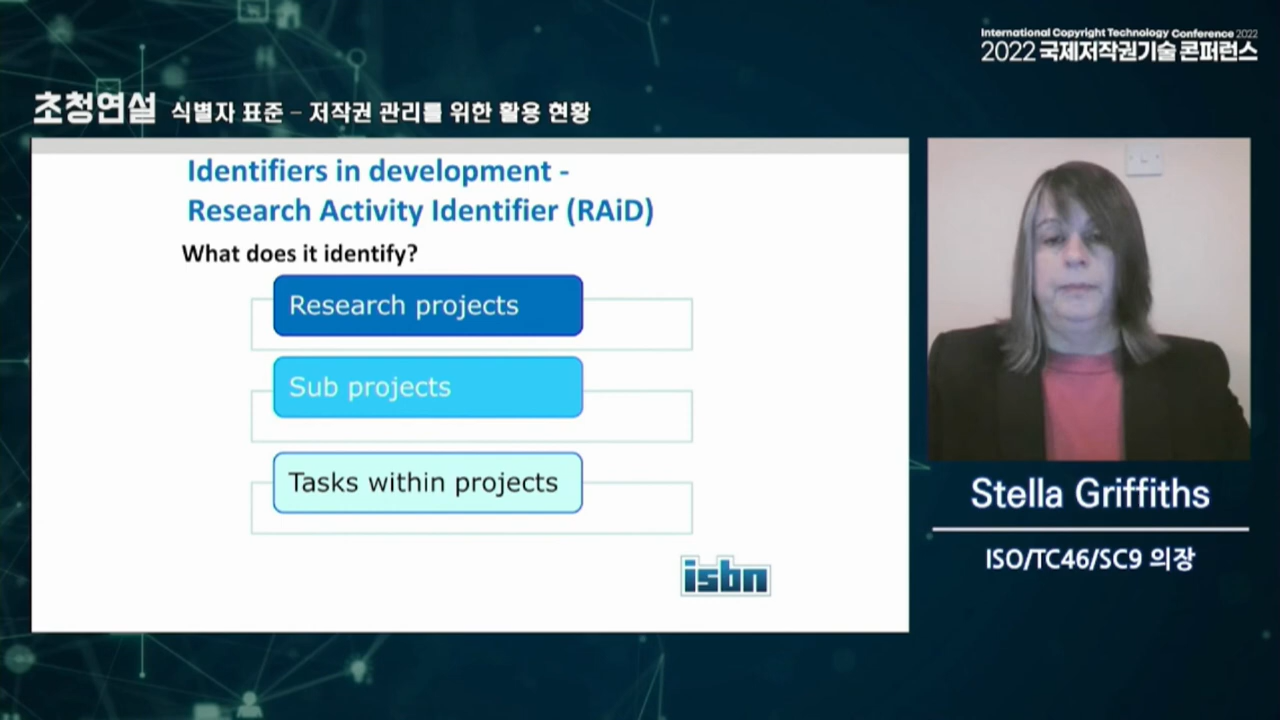 International Copyright Technology Conference 2022
2022 국제저작권기술 콘퍼런스
초청연설 식별자 표준 – 저작권 관리를 위한 활용 현황
Identifiers in development -
Research Activity Identifier (RAiD)
What does it identify?
Research projects
Sub projects
Tasks within projects
isbn
Stella Griffiths
ISO/TC46/SC9 의장